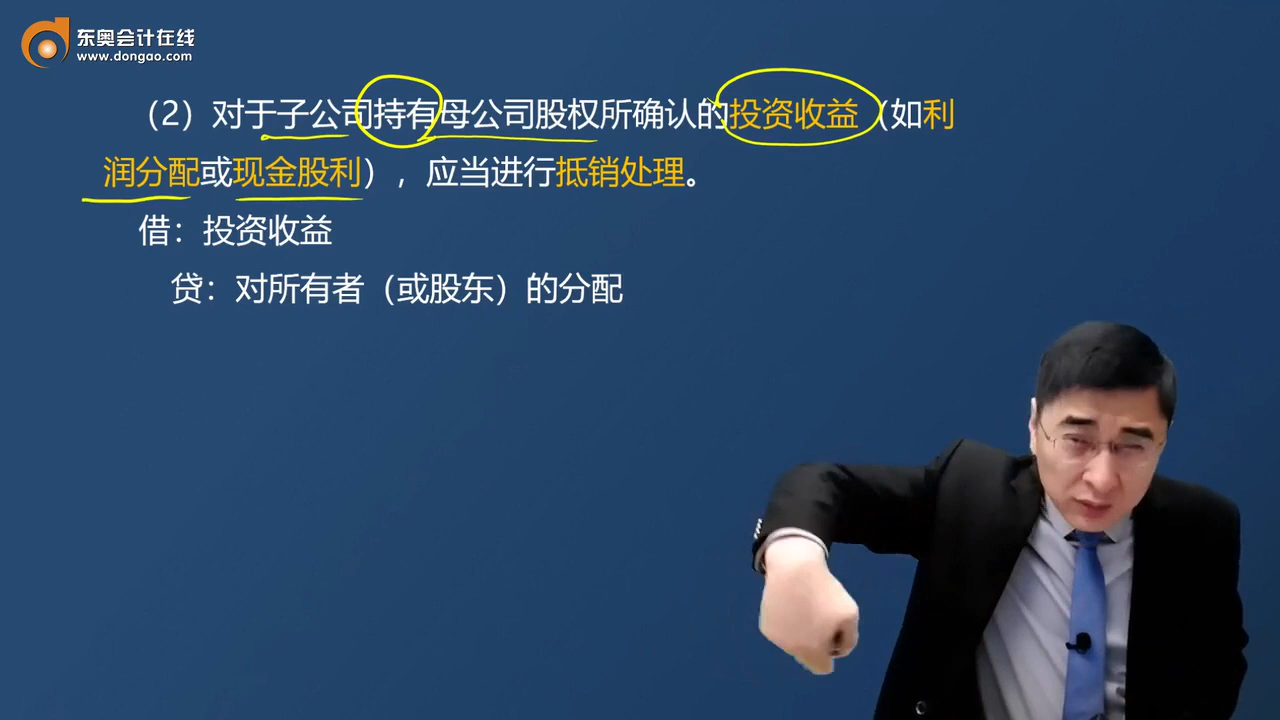 东奥会计在线
www.dongao.com
（2）对于子公司持有母公司股权所确认的投资收益（如利
润分配或现金股利），应当进行抵销处理。
借：投资收益
贷：对所有者（或股东）的分配